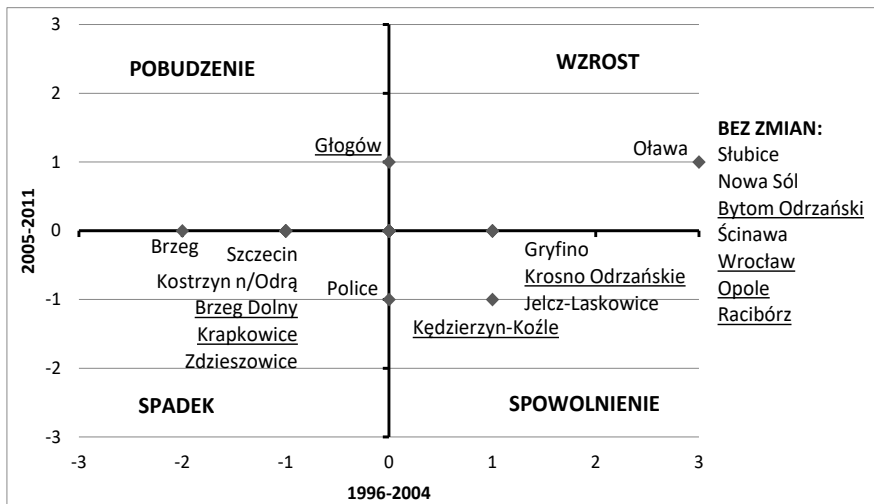 3
2
1
0
-1
-2
-3
2005-2011
POBUDZENIE
WZROST
Głogów
Oława
Brzeg
Szczecin
Kostrzyn n/Odrą
Brzeg Dolny
Krapkowice
Zdzieszowice
Police
Gryfino
Krosno Odrzańskie
Jelcz-Laskowice
Kędzierzyn-Koźle
SPADEK
SPOWOLNIENIE
-3 -2 -1 0 1 2 3
1996-2004
BEZ ZMIAN:
Słubice
Nowa Sól
Bytom Odrzański
Ścinawa
Wrocław
Opole
Racibórz